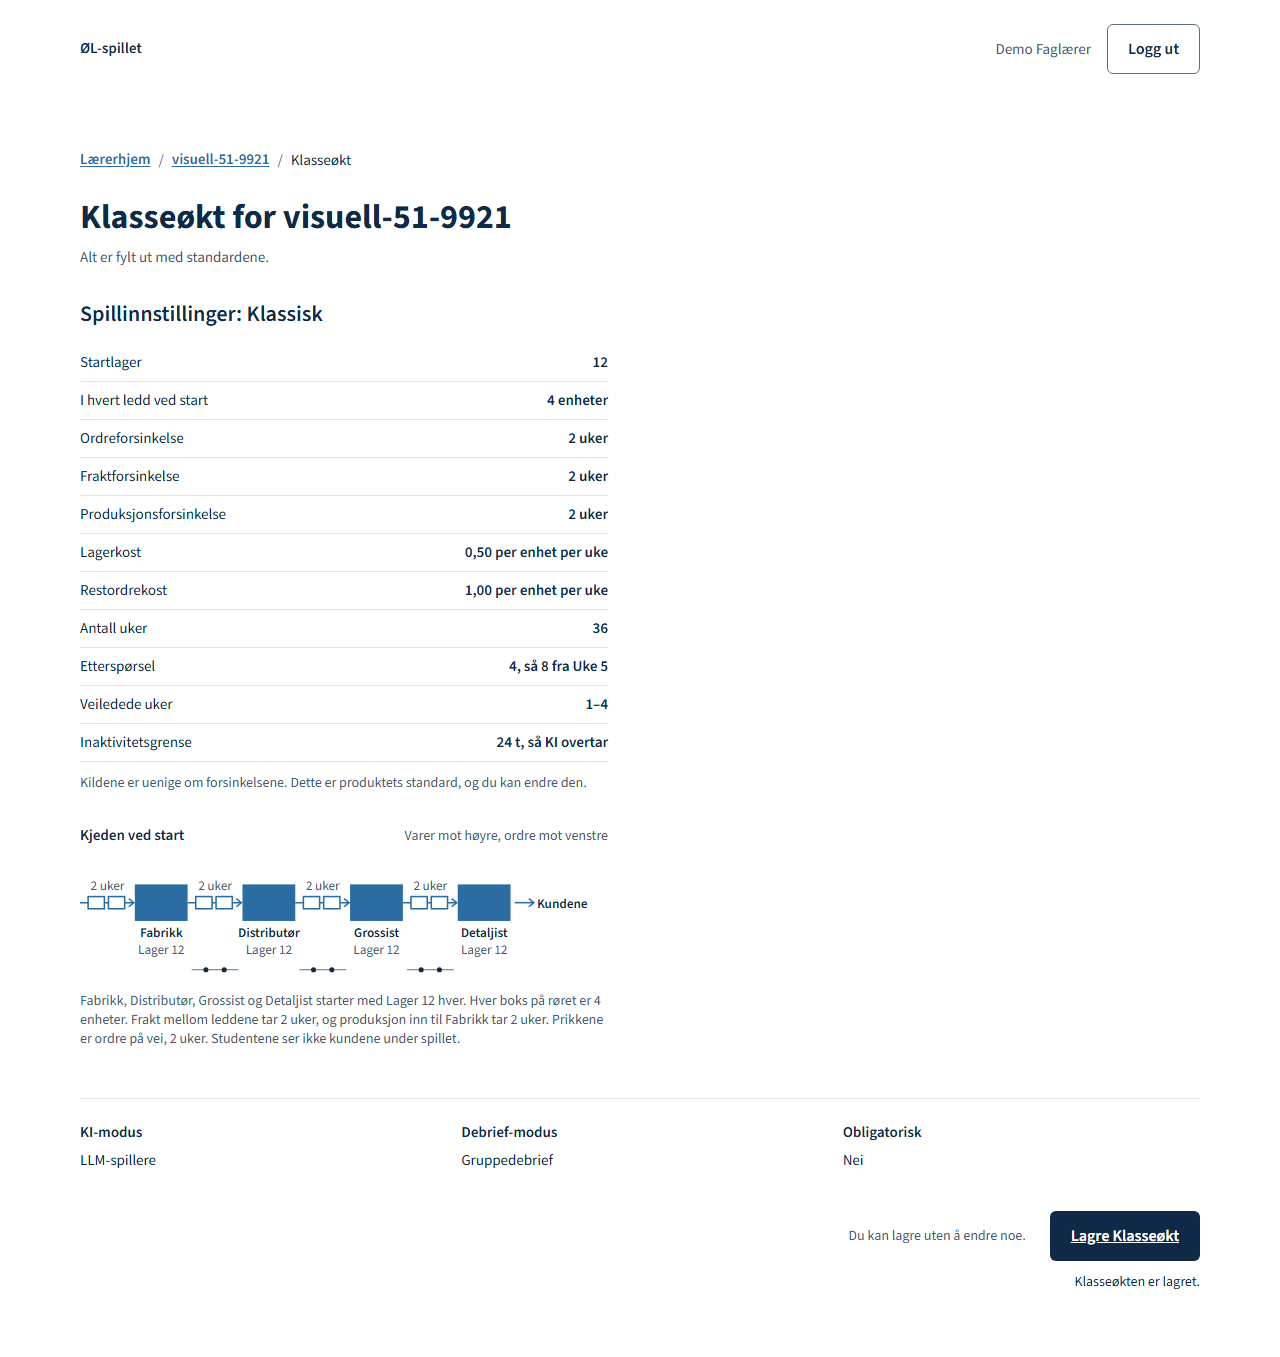 ØL-spillet
Demo Faglærer
Logg ut
Lærerhjem / visuell-51-9921 / Klasseøkt
Klasseøkt for visuell-51-9921
Alt er fylt ut med standardene.
Spillinnstillinger: Klassisk
Startlager 12
I hvert ledd ved start 4 enheter
Ordreforsinkelse 2 uker
Fraktforsinkelse 2 uker
Produksjonsforsinkelse 2 uker
Lagerkost 0,50 per enhet per uke
Restordrekost 1,00 per enhet per uke
Antall uker 36
Etterspørsel 4, så 8 fra Uke 5
Veiledede uker 1–4
Inaktivitetsgrense 24 t, så KI overtar
Kildene er uenige om forsinkelsene. Dette er produktets standard, og du kan endre den.
Kjeden ved start Varer mot høyre, ordre mot venstre
2 uker 2 uker 2 uker 2 uker
Kundene
Fabrikk Distributør Grossist Detaljist
Lager 12 Lager 12 Lager 12 Lager 12
Fabrikk, Distributør, Grossist og Detaljist starter med Lager 12 hver. Hver boks på røret er 4
enheter. Frakt mellom leddene tar 2 uker, og produksjon inn til Fabrikk tar 2 uker. Prikkene
er ordre på vei, 2 uker. Studentene ser ikke kundene under spillet.
KI-modus Debrief-modus Obligatorisk
LLM-spillere Gruppedebrief Nei
Du kan lagre uten å endre noe. Lagre Klasseøkt
Klasseøkten er lagret.